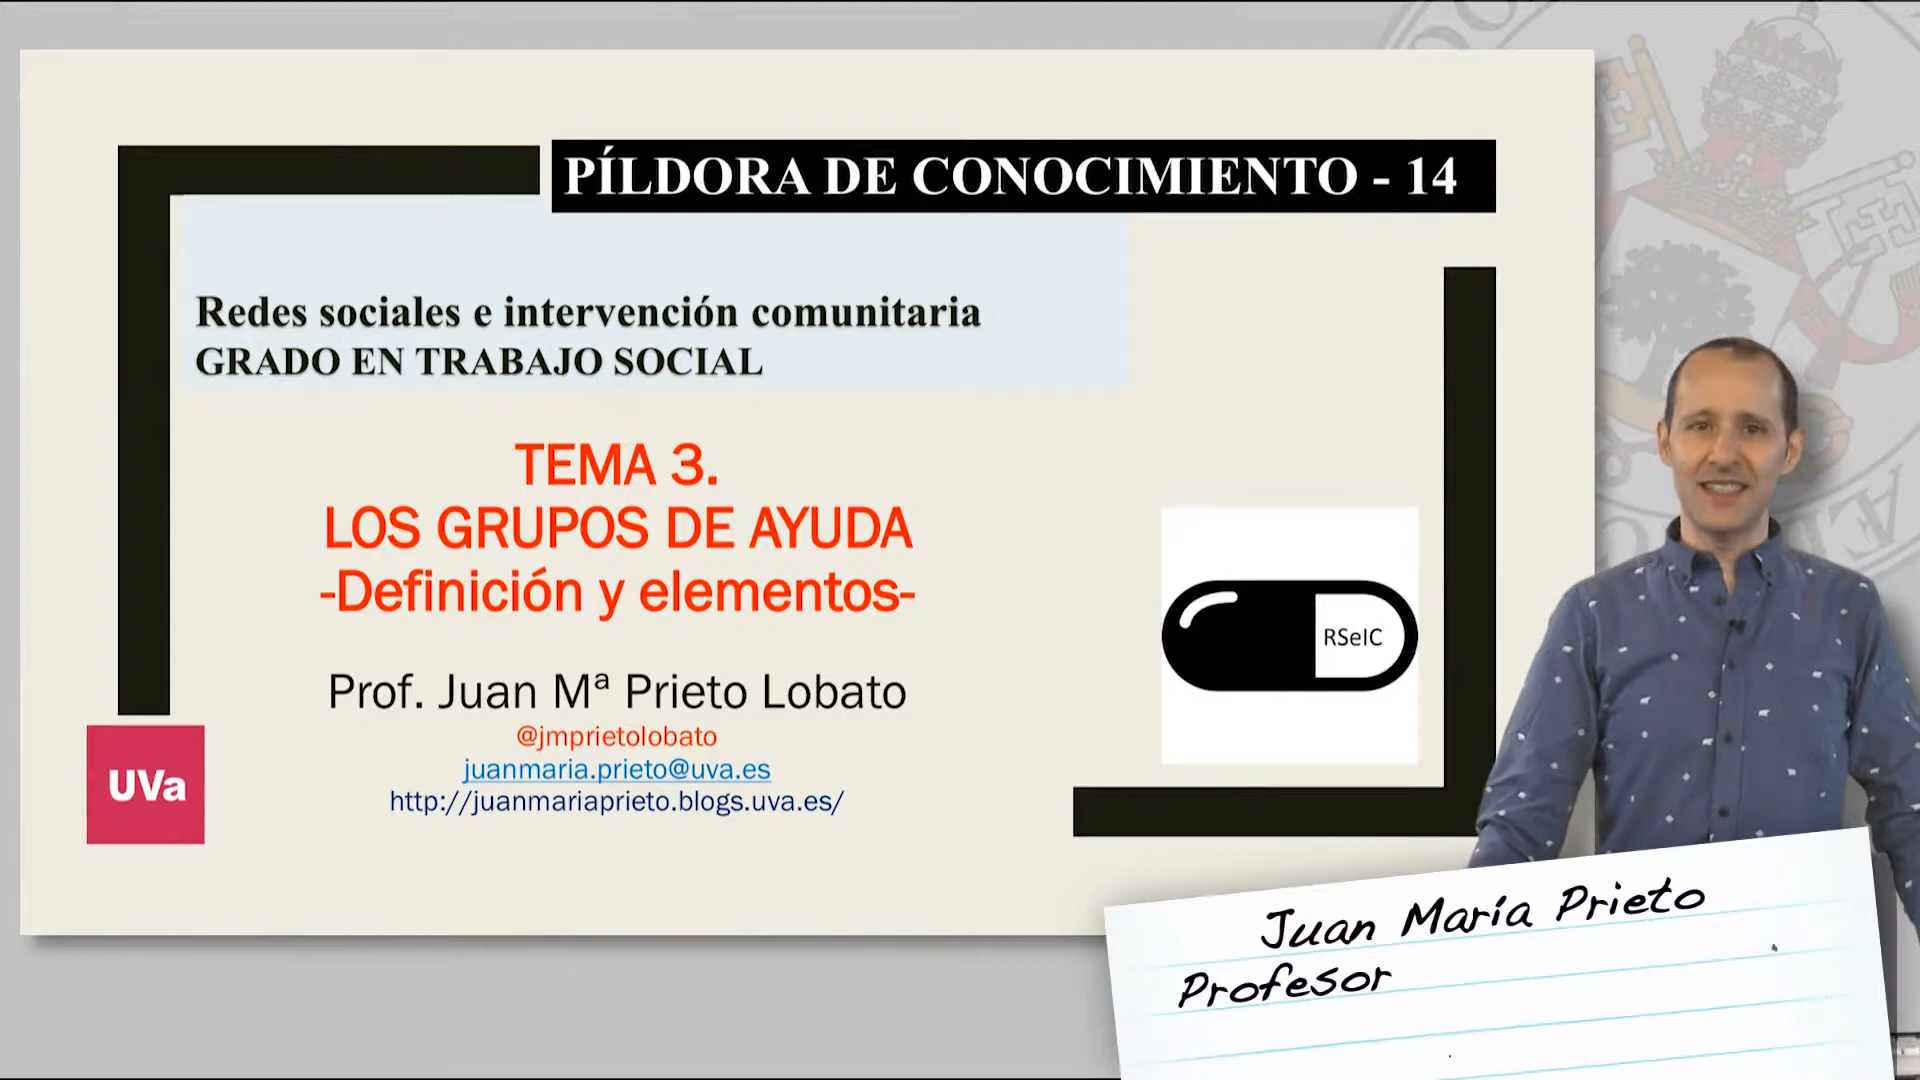 PÍLDORA DE CONOCIMIENTO - 14
Redes sociales e intervención comunitaria
GRADO EN TRABAJO SOCIAL
TEMA 3.
LOS GRUPOS DE AYUDA
-Definición y elementos-
Prof. Juan Mª Prieto Lobato
@jmprietolobato
juanmaria.prieto@uva.es
http://juanmariaprieto.blogs.uva.es/
RSeIC
UVa
Juan María Prieto
Profesor